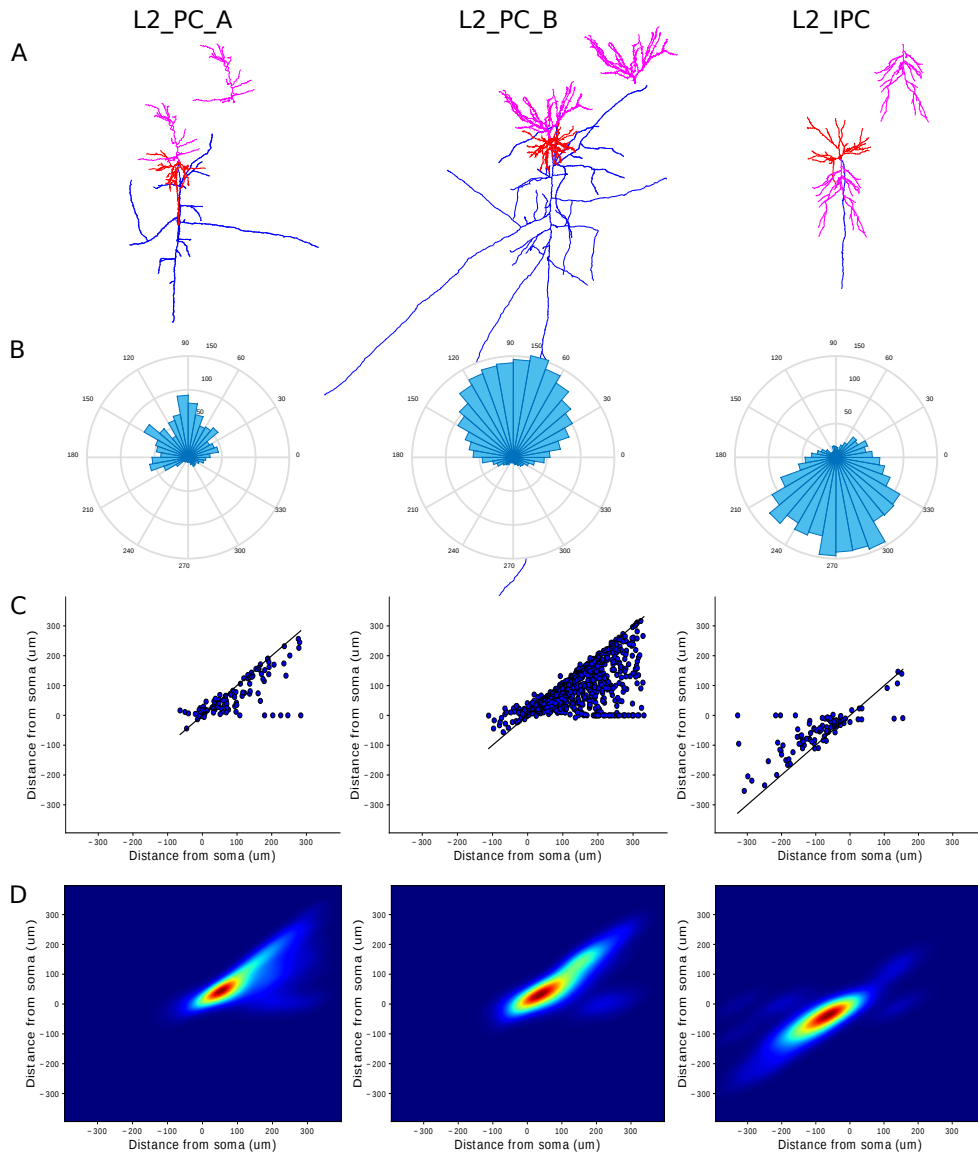 L2_PC_A L2_PC_B L2_IPC
A
B
90 150 90 150 90 150
120 60 120 60 120 60
100 100 100
150 30 150 30 150 30
50 50 50
180 0 180 0 180 0
210 330 210 330 210 330
240 300 240 300 240 300
270 270 270
C
Distance from soma (um)
300
200
100
0
−100
−200
−300
−300 −200 −100 0 100 200 300
Distance from soma (um)
Distance from soma (um)
300
200
100
0
−100
−200
−300
−300 −200 −100 0 100 200 300
Distance from soma (um)
Distance from soma (um)
300
200
100
0
−100
−200
−300
−300 −200 −100 0 100 200 300
Distance from soma (um)
D
Distance from soma (um)
300
200
100
0
−100
−200
−300
−300 −200 −100 0 100 200 300
Distance from soma (um)
Distance from soma (um)
300
200
100
0
−100
−200
−300
−300 −200 −100 0 100 200 300
Distance from soma (um)
Distance from soma (um)
300
200
100
0
−100
−200
−300
−300 −200 −100 0 100 200 300
Distance from soma (um)